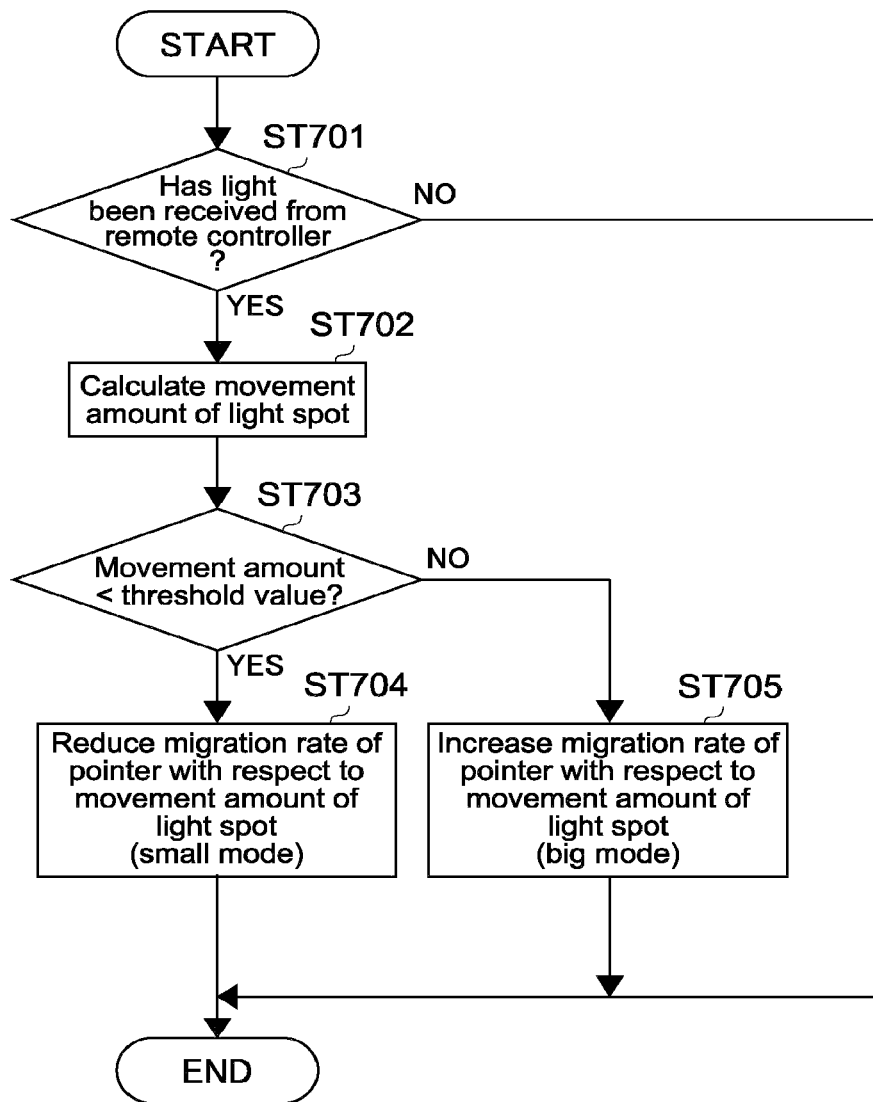 START
ST701
Has light
been received from
remote controller
?
NO
YES
ST702
Calculate movement
amount of light spot
ST703
Movement amount
< threshold value?
NO
YES
ST704
Reduce migration rate of
pointer with respect to
movement amount of
light spot
(small mode)
ST705
Increase migration rate of
pointer with respect to
movement amount of
light spot
(big mode)
END